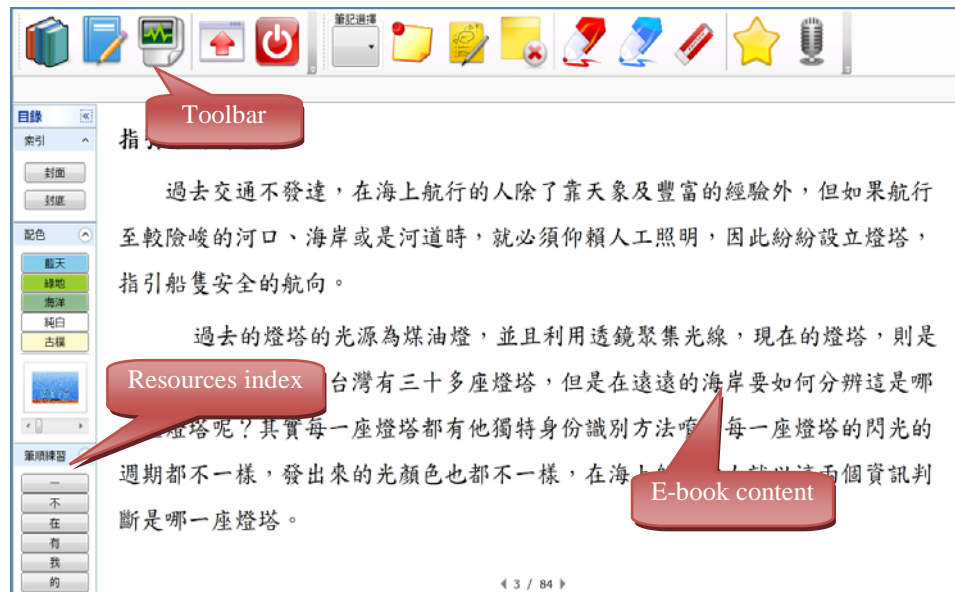 筆記選擇
Toolbar
目錄
索引
封面
封底
配色
藍天
綠地
海洋
純白
古樸
筆順練習
一
不
在
有
我
的
Resources index
指引
過去交通不發達，在海上航行的人除了靠天象及豐富的經驗外，但如果航行
至較險峻的河口、海岸或是河道時，就必須仰賴人工照明，因此紛紛設立燈塔，
指引船隻安全的航向。
過去的燈塔的光源為煤油燈，並且利用透鏡聚集光線，現在的燈塔，則是
台灣有三十多座燈塔，但是在遠遠的海岸要如何分辨這是哪
燈塔呢？其實每一座燈塔都有他獨特身份識別方法 每一座燈塔的閃光的
週期都不一樣，發出來的光顏色也都不一樣，在海 個資訊判
斷是哪一座燈塔。
E-book content
3 / 84